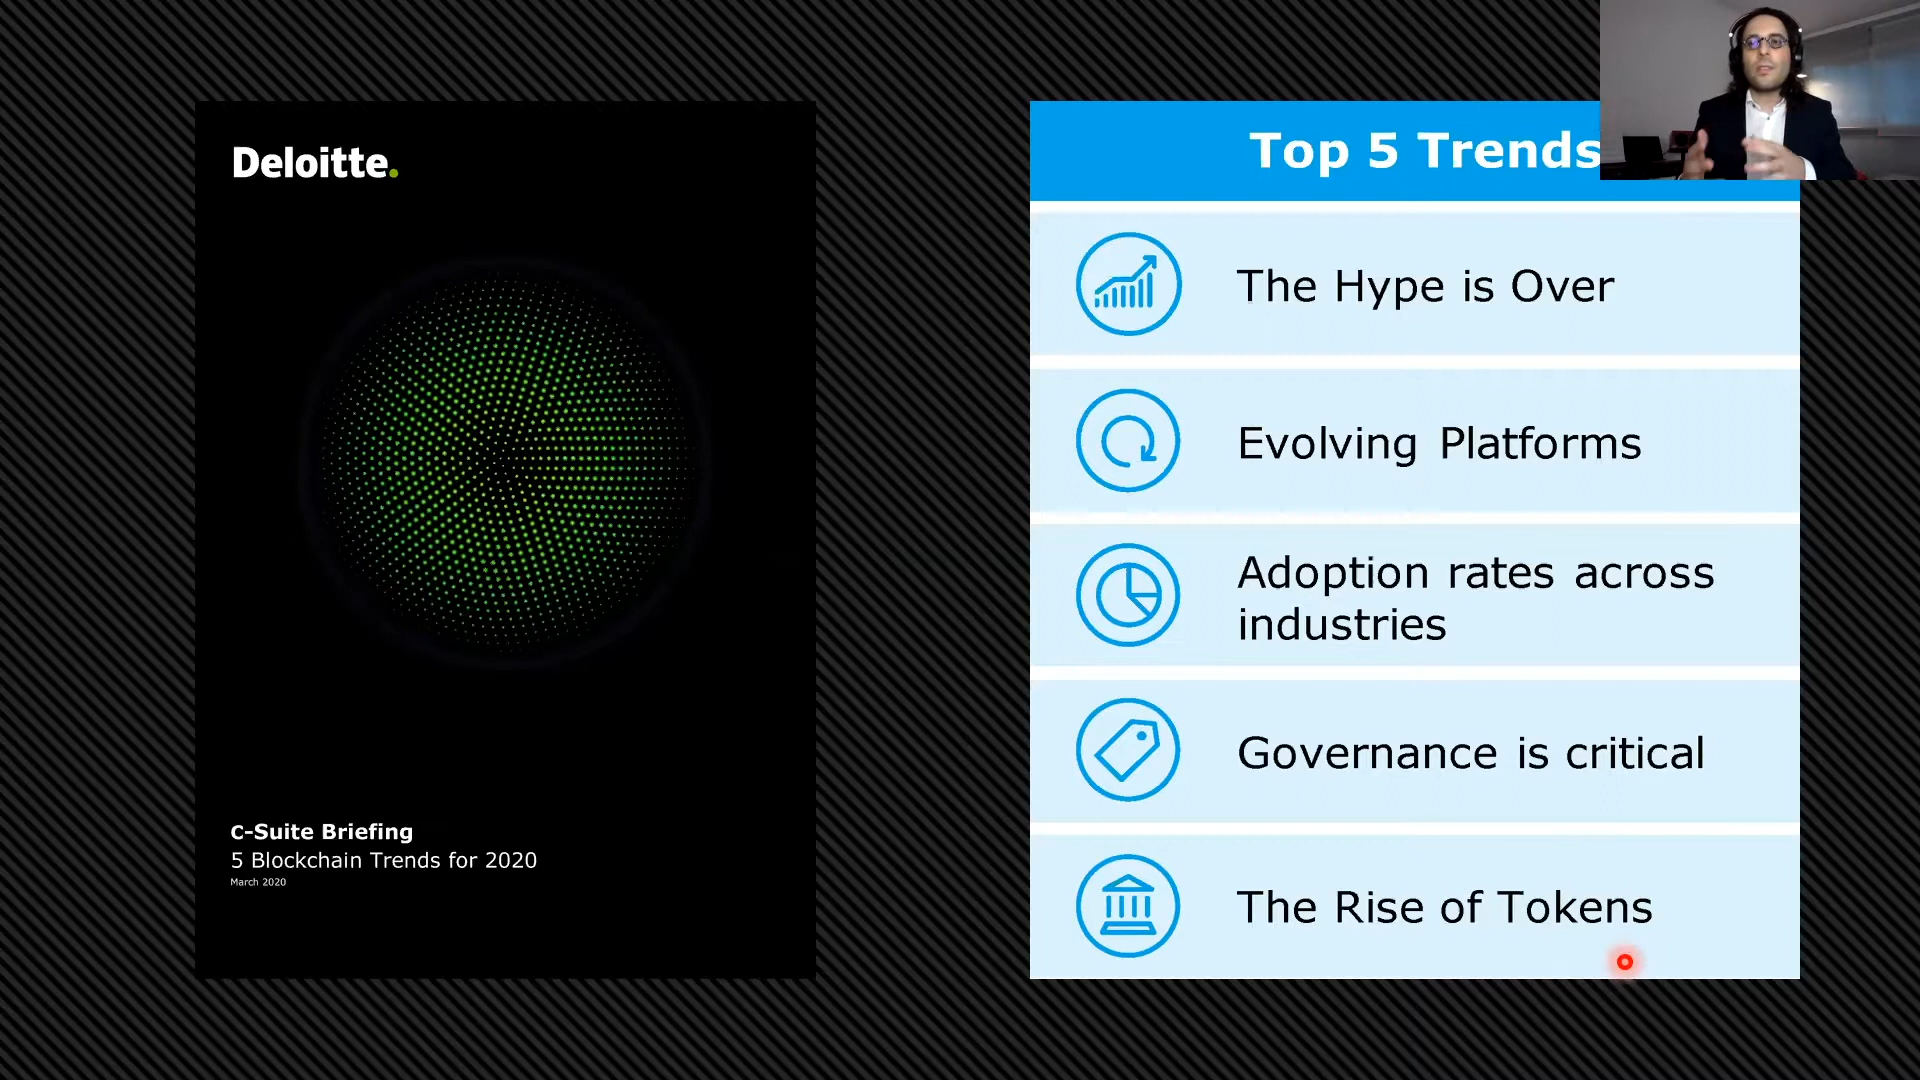 Deloitte.
C-Suite Briefing
5 Blockchain Trends for 2020
March 2020
Top 5 Trends
The Hype is Over
Evolving Platforms
Adoption rates across
industries
Governance is critical
The Rise of Tokens